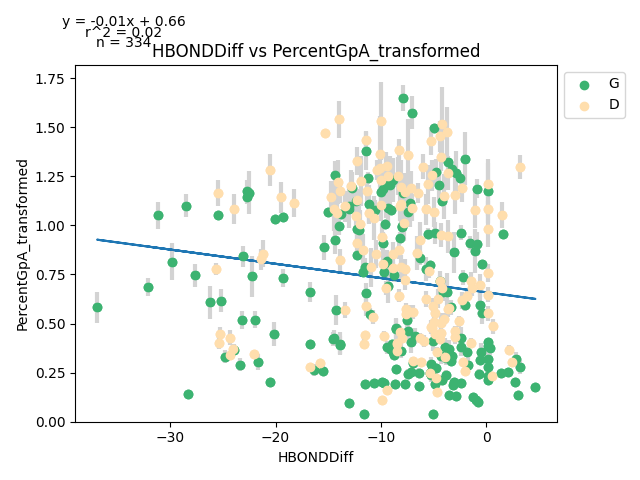 y = -0.01x + 0.66
r^2 = 0.02
n = 334
HBONDDiff vs PercentGpA_transformed
1.75
1.50
1.25
1.00
0.75
0.50
0.25
0.00
PercentGpA_transformed
−30
−20
−10
0
HBONDDiff
G
D